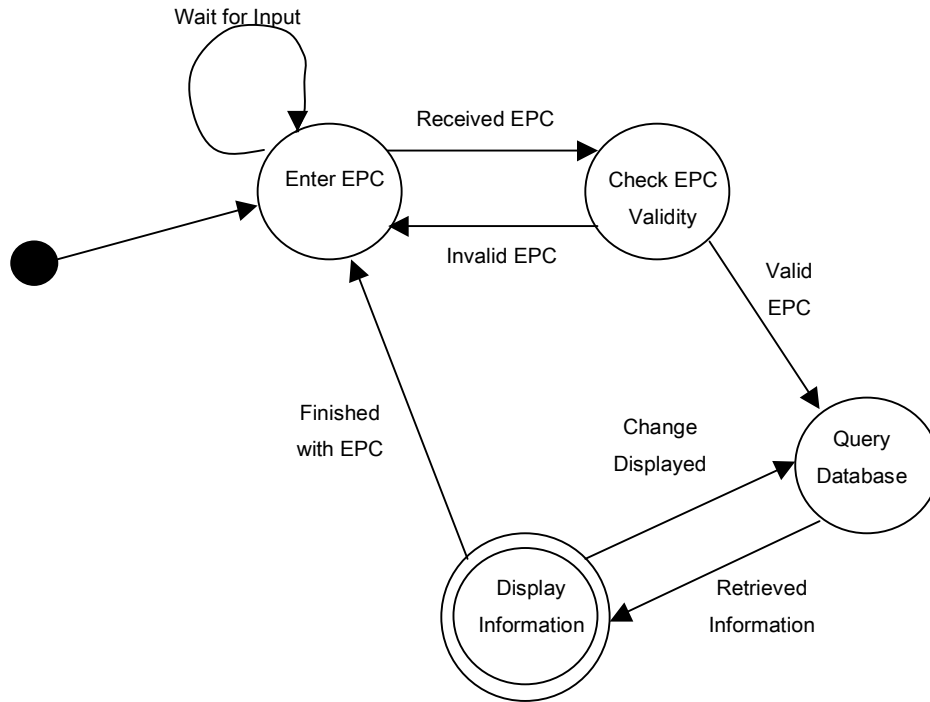 Wait for Input
Received EPC
Enter EPC
Check EPC
Validity
Invalid EPC
Valid
EPC
Finished
with EPC
Change
Displayed
Query
Database
Display
Information
Retrieved
Information